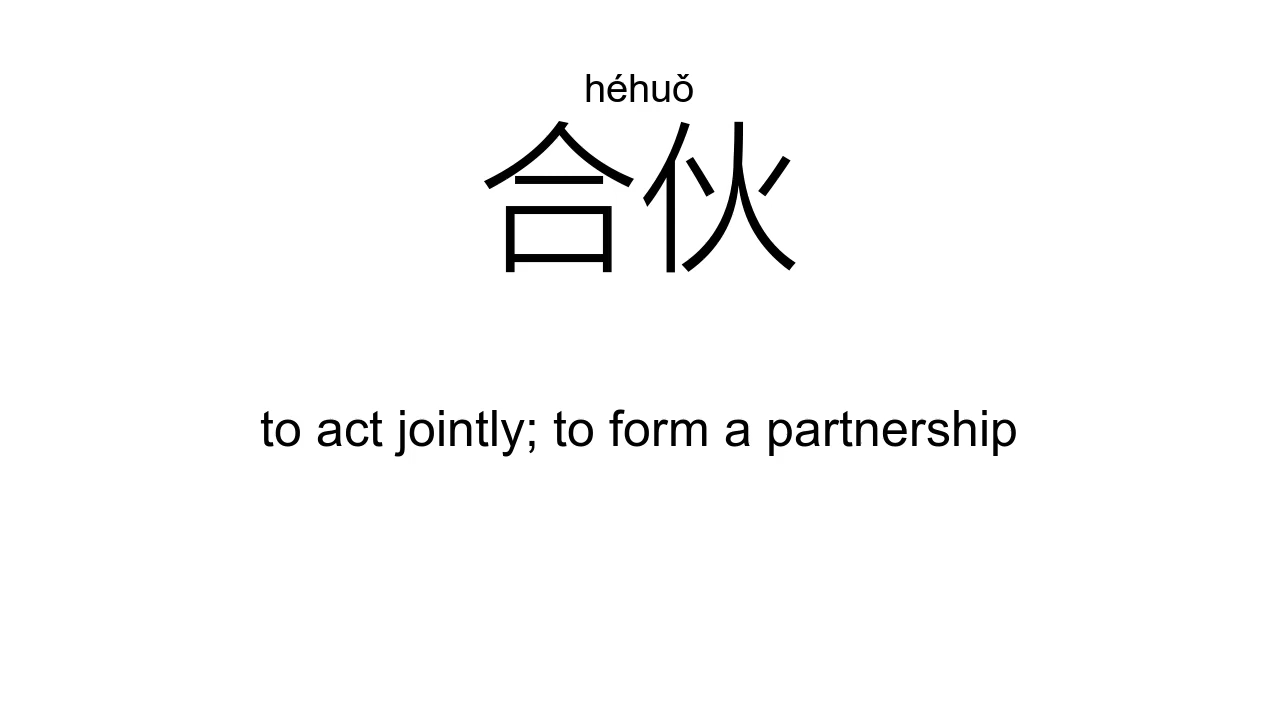 héhuǒ
合伙
to act jointly; to form a partnership